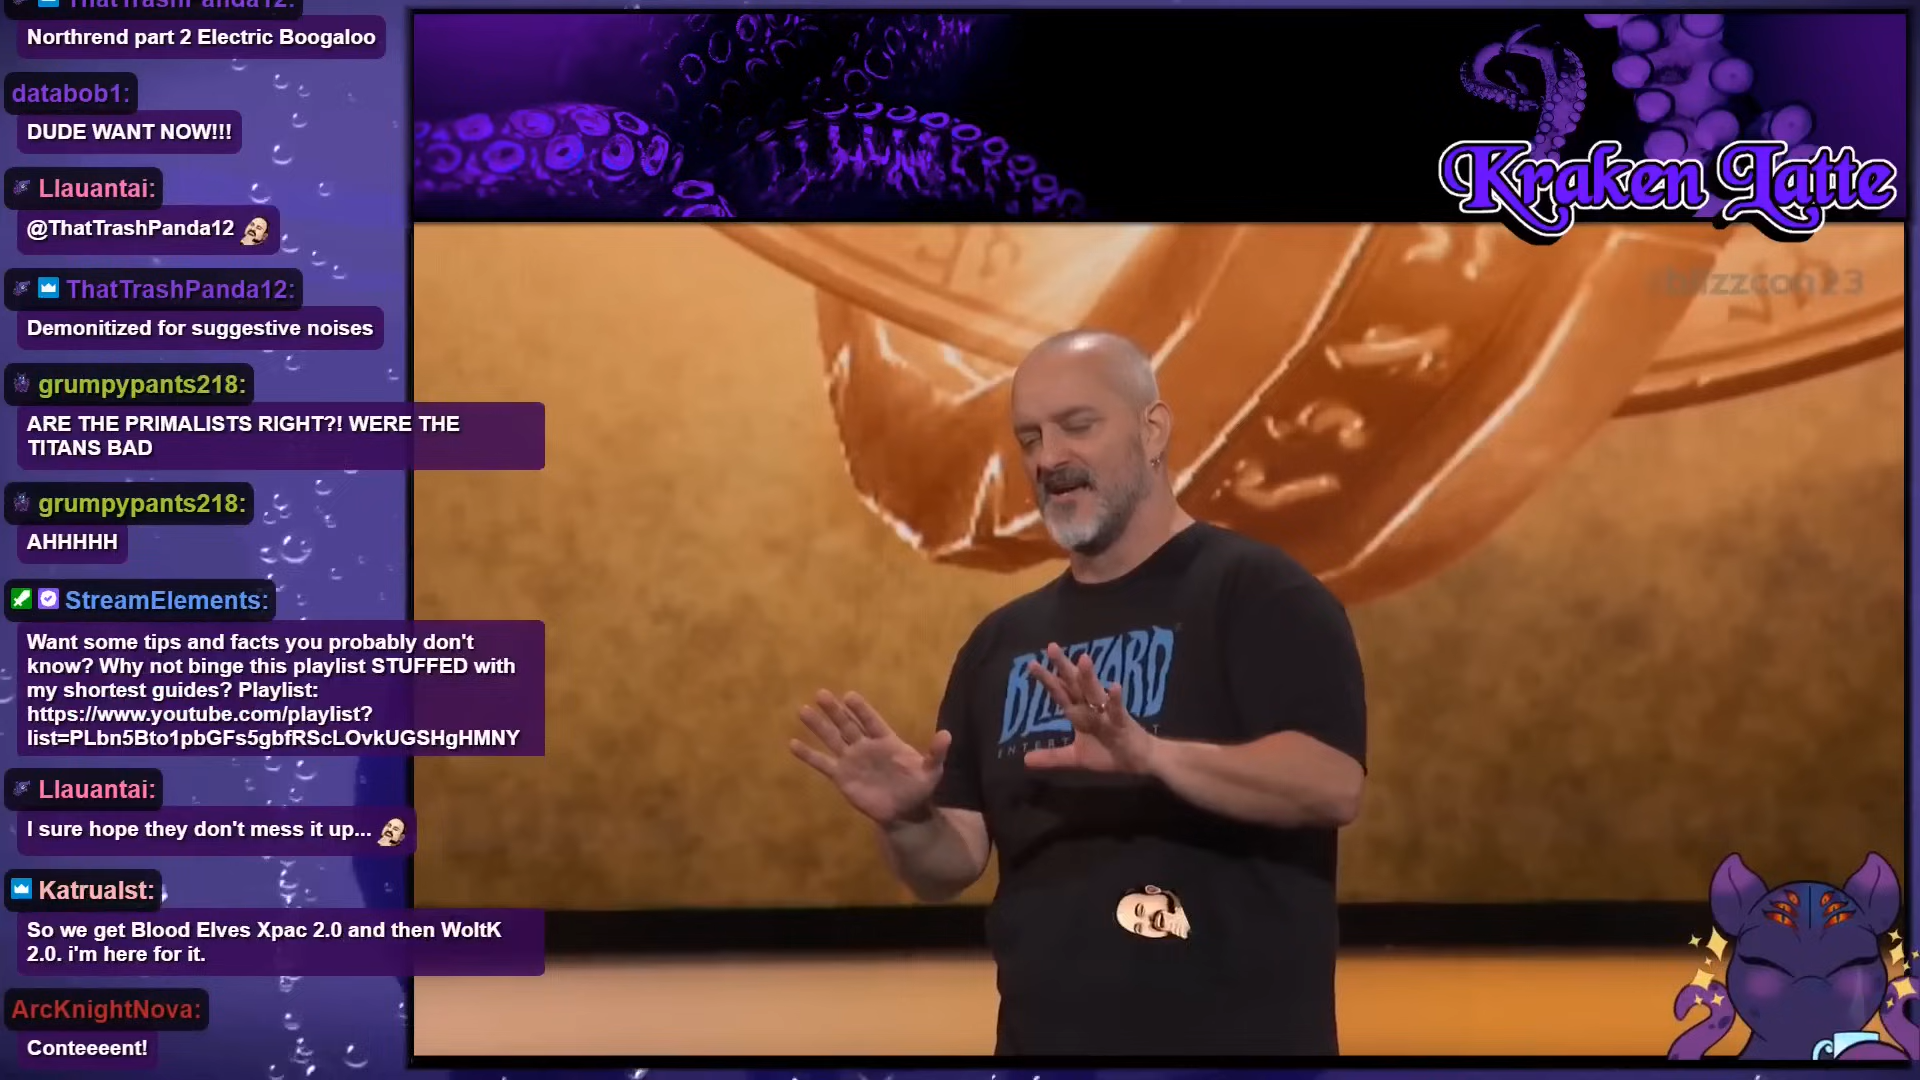 ThatTrashPanda12:
Northrend part 2 Electric Boogaloo
databob1:
DUDE WANT NOW!!!
Llauantai:
@ThatTrashPanda12
ThatTrashPanda12:
Demonitized for suggestive noises
grumpypants218:
ARE THE PRIMALISTS RIGHT?! WERE THE
TITANS BAD
grumpypants218:
AHHHHH
StreamElements:
Want some tips and facts you probably don't
know? Why not binge this playlist STUFFED with
my shortest guides? Playlist:
https://www.youtube.com/playlist?
list=PLbn5Bto1pbGFs5gbfRScLOvkUGSHgHMNY
Llauantai:
I sure hope they don't mess it up...
Katrualst:
So we get Blood Elves Xpac 2.0 and then WoltK
2.0. i'm here for it.
ArcKnightNova:
Conteeeent!
Kraken Latte
#blizzcon23
BLIZZARD